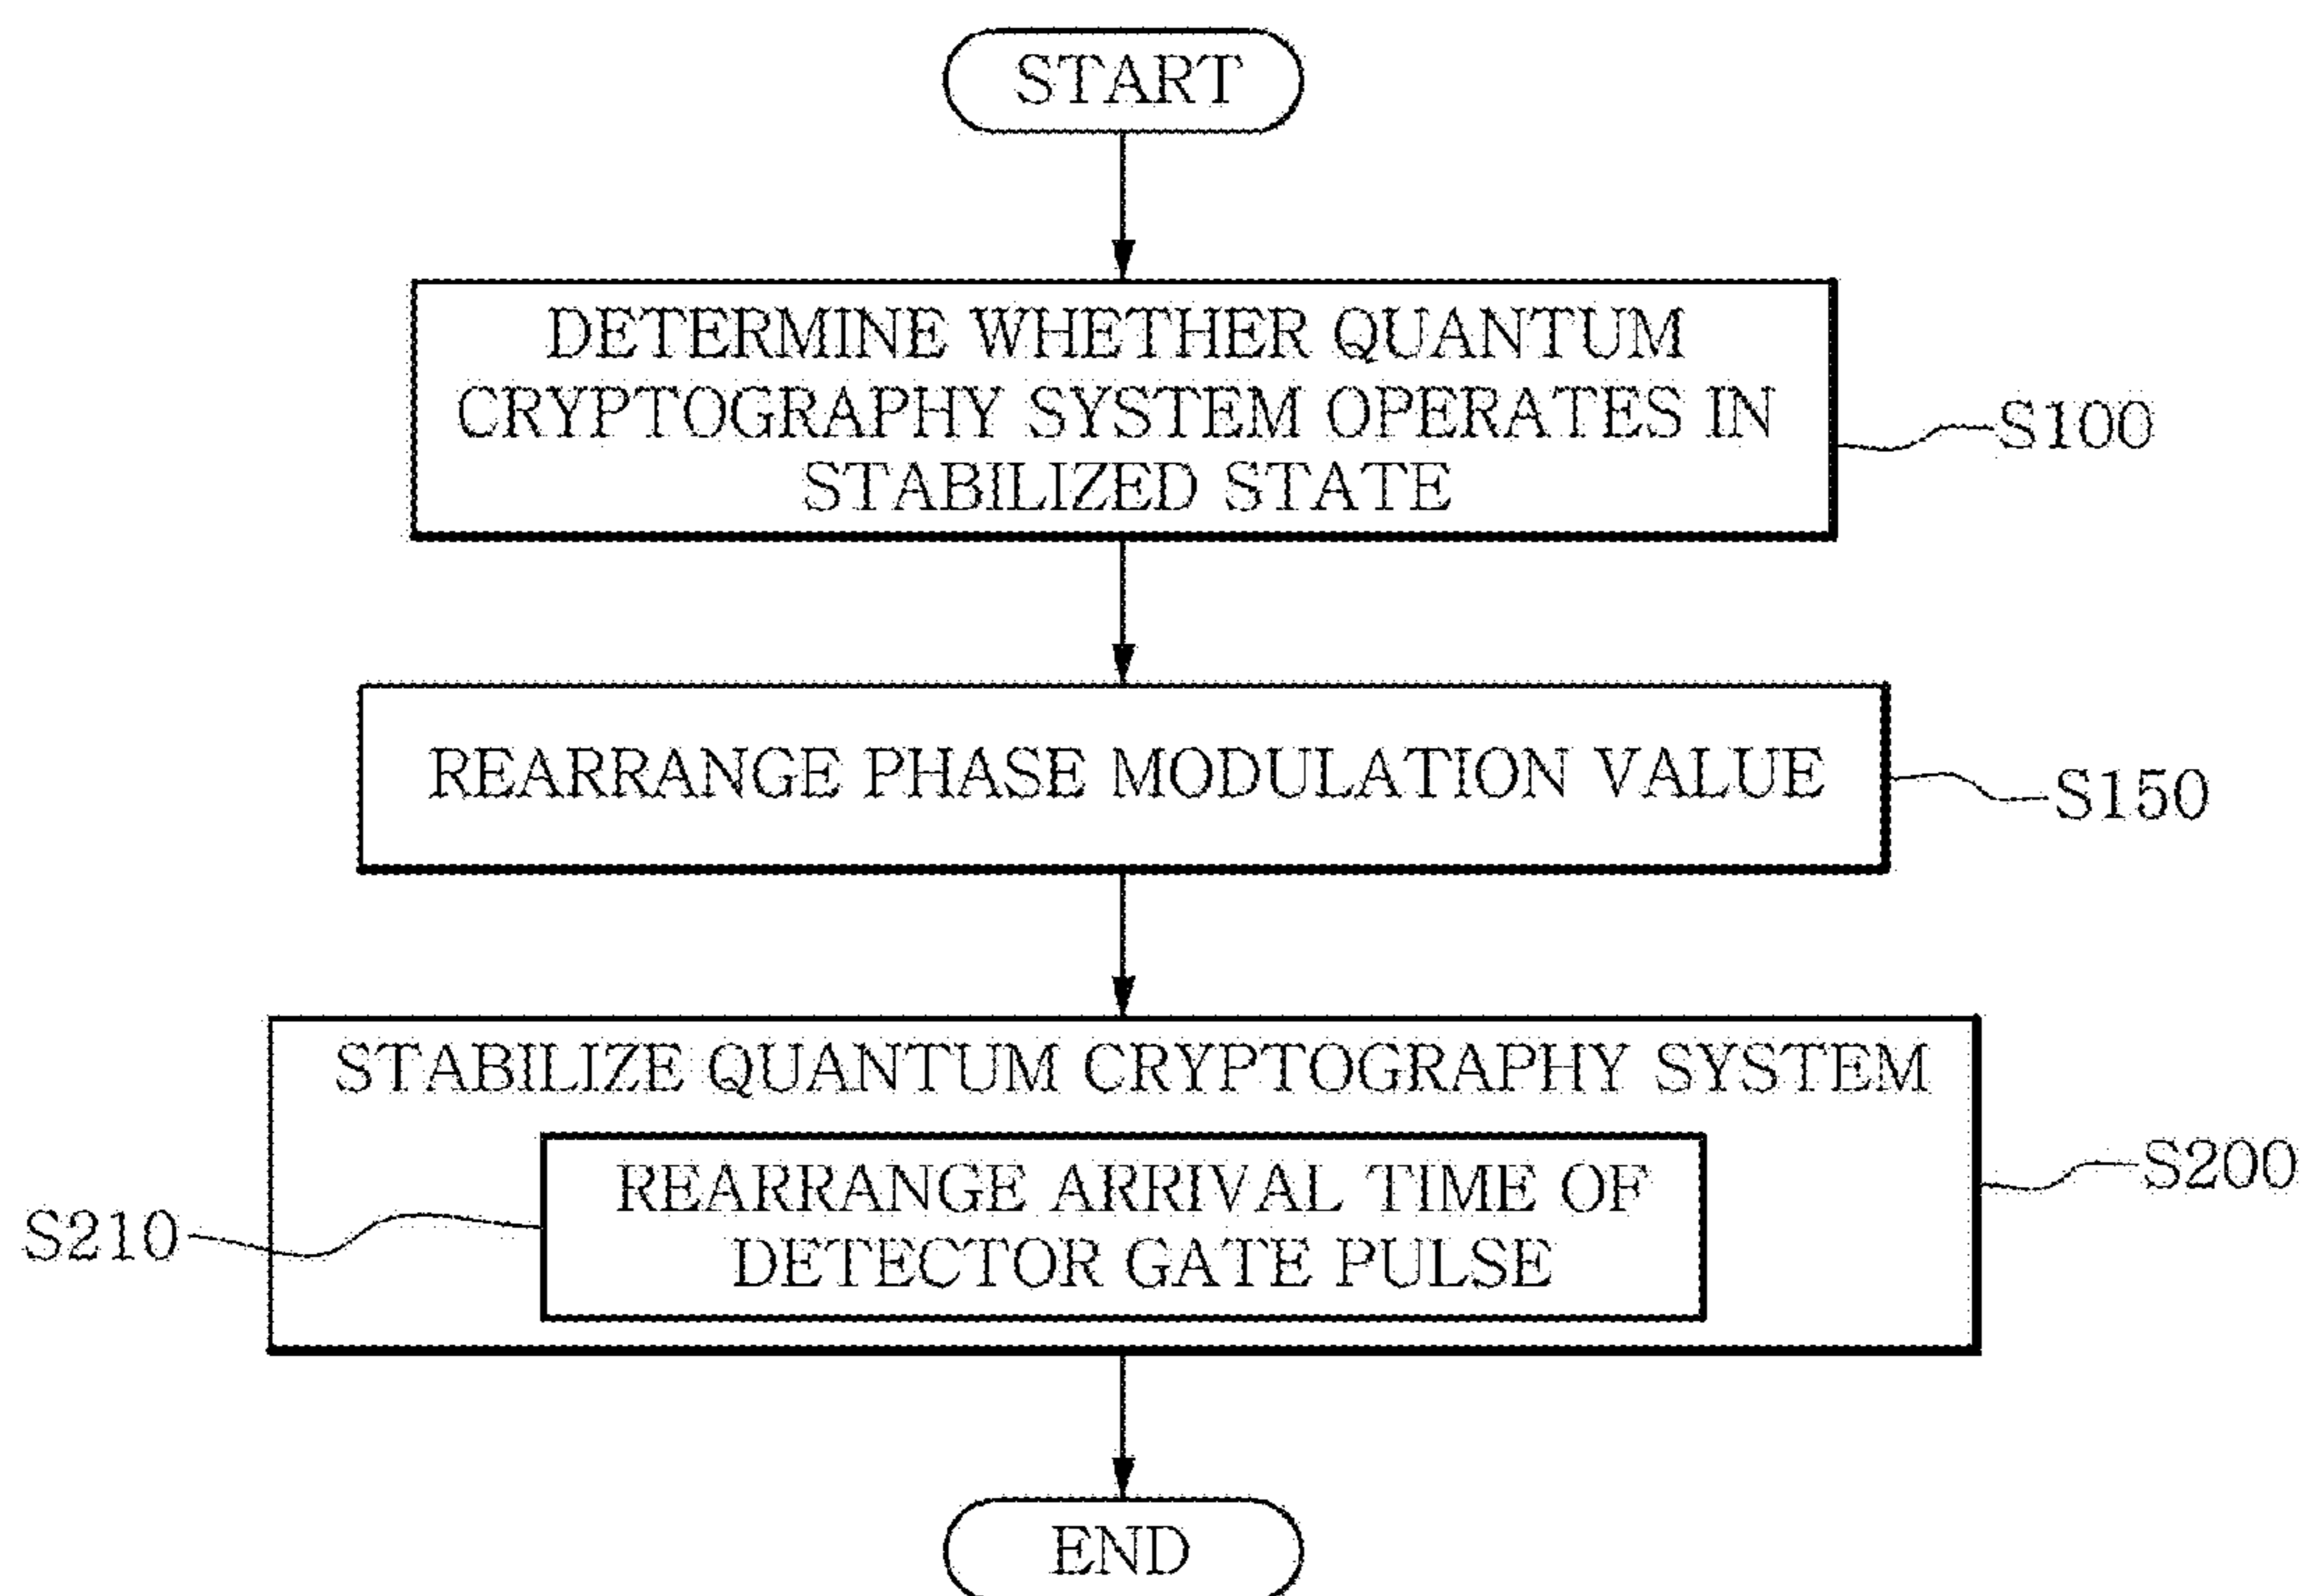 START
DETERMINE WHETHER QUANTUM
CRYPTOGRAPHY SYSTEM OPERATES IN
STABILIZED STATE
S100
REARRANGE PHASE MODULATION VALUE
S150
STABILIZE QUANTUM CRYPTOGRAPHY SYSTEM
S200
REARRANGE ARRIVAL TIME OF
DETECTOR GATE PULSE
S210
END